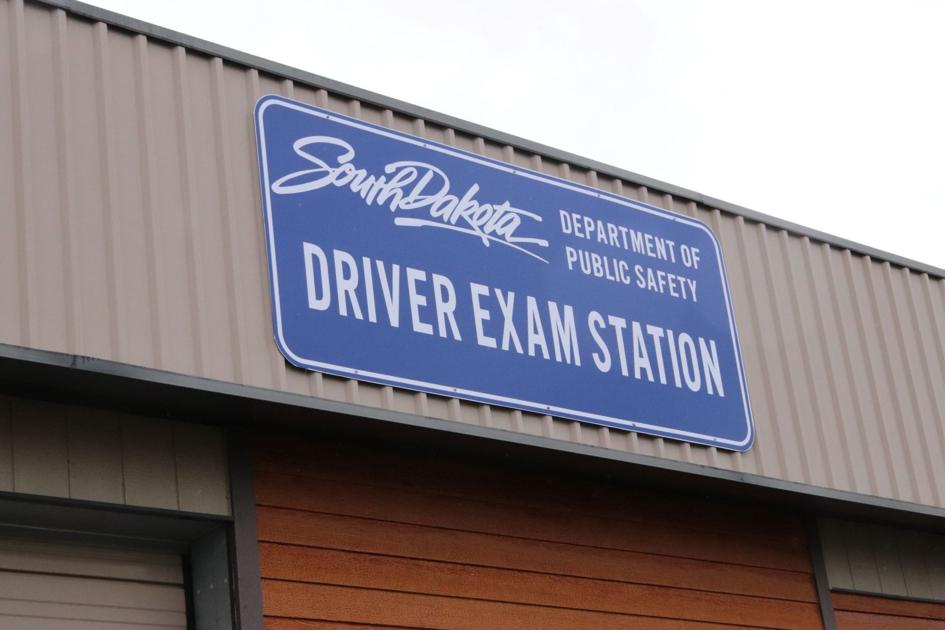 South Dakota
DEPARTMENT OF
PUBLIC SAFETY
DRIVER EXAM STATION